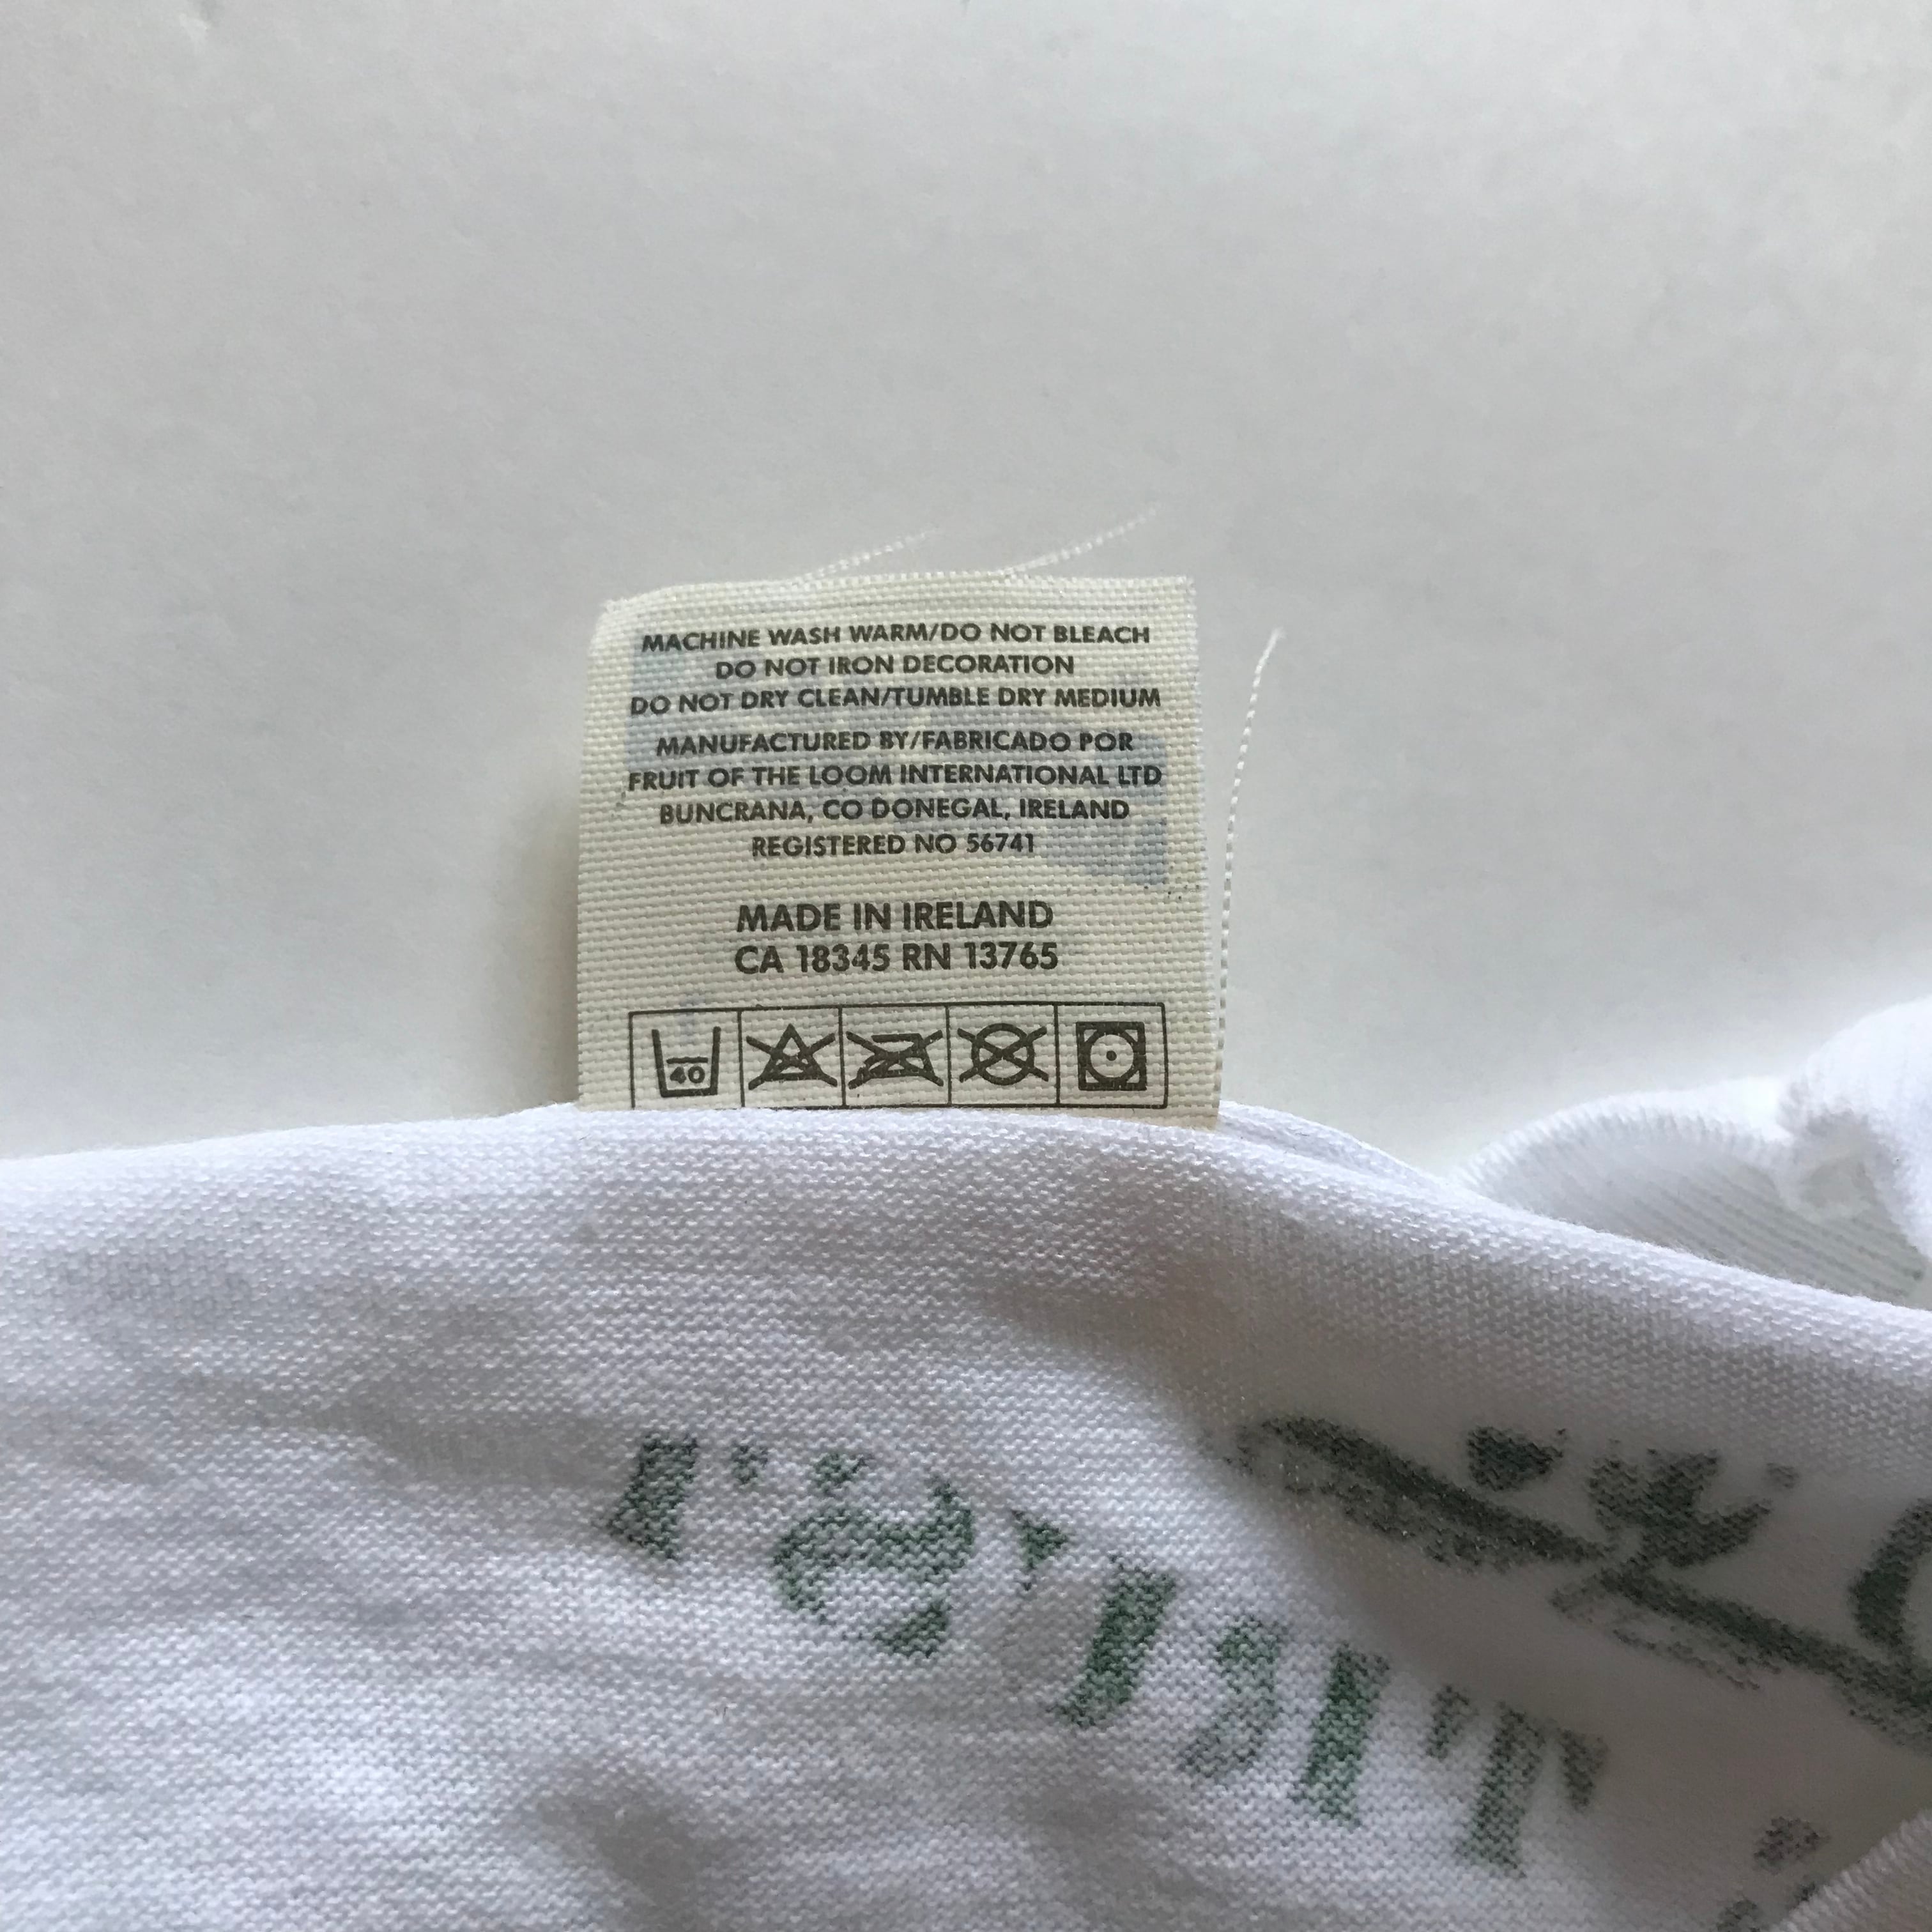 MACHINE WASH WARM/DO NOT BLEACH
DO NOT IRON DECORATION
DO NOT DRY CLEAN/TUMBLE DRY MEDIUM
MANUFACTURED BY/FABRICADO POR
FRUIT OF THE LOOM INTERNATIONAL LTD
BUNCRANA, CO DONEGAL, IRELAND
REGISTERED NO 56741
MADE IN IRELAND
CA 18345 RN 13765
40